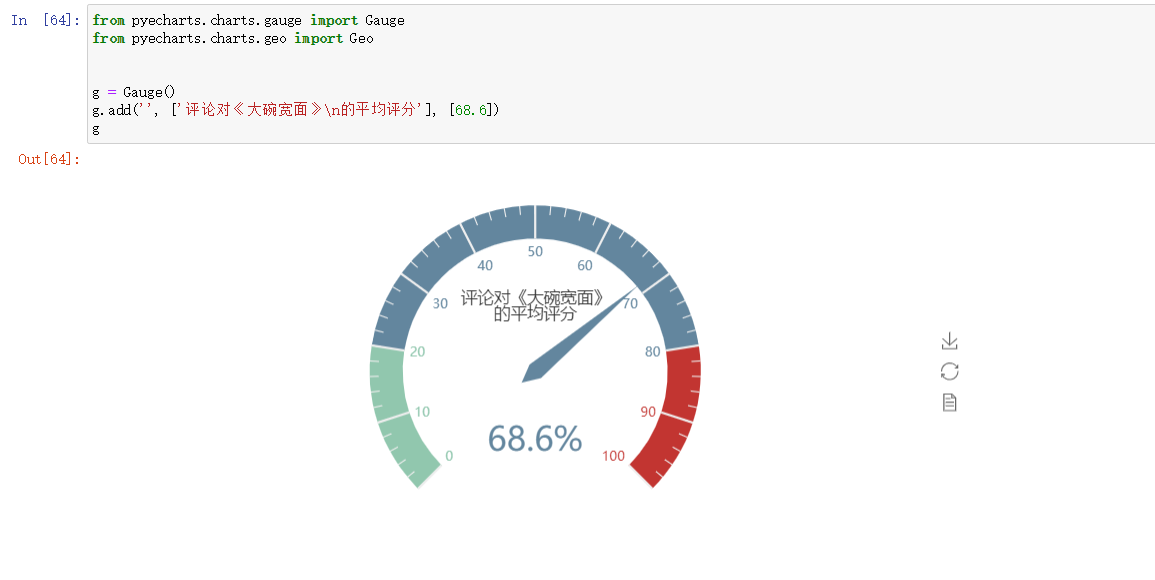 In [64]:
from pyecharts.charts.gauge import Gauge
from pyecharts.charts.geo import Geo
g = Gauge()
g.add('', ['评论对《大碗宽面》\n的平均评分'], [68.6])
g
Out[64]:
50
40
60
30
评论对《大碗宽面》
70
的平均评分
20
80
10
90
68.6%
0
100